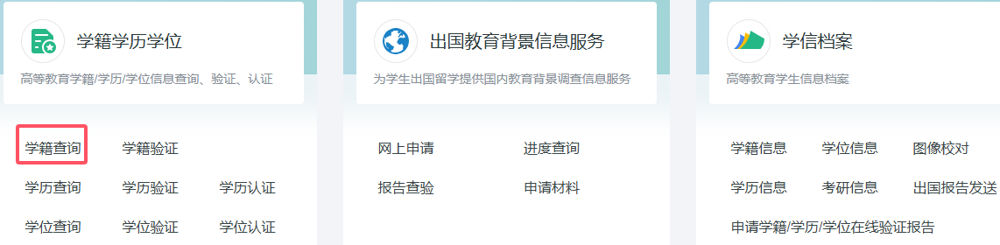 学籍学历学位
高等教育学籍/学历/学位信息查询、验证、认证
学籍查询 学籍验证
学历查询 学历验证 学历认证
学位查询 学位验证 学位认证
出国教育背景信息服务
为学生出国留学提供国内教育背景调查信息服务
网上申请 进度查询
报告查验 申请材料
学信档案
高等教育学生信息档案
学籍信息 学位信息 图像校对
学历信息 考研信息 出国报告发送
申请学籍/学历/学位在线验证报告